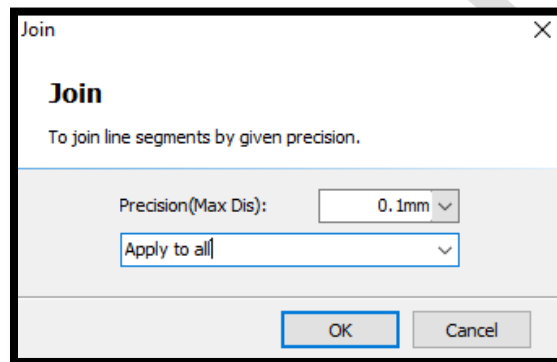 Join
Join
To join line segments by given precision.
Precision(Max Dis): 0.1mm
Apply to all
OK Cancel